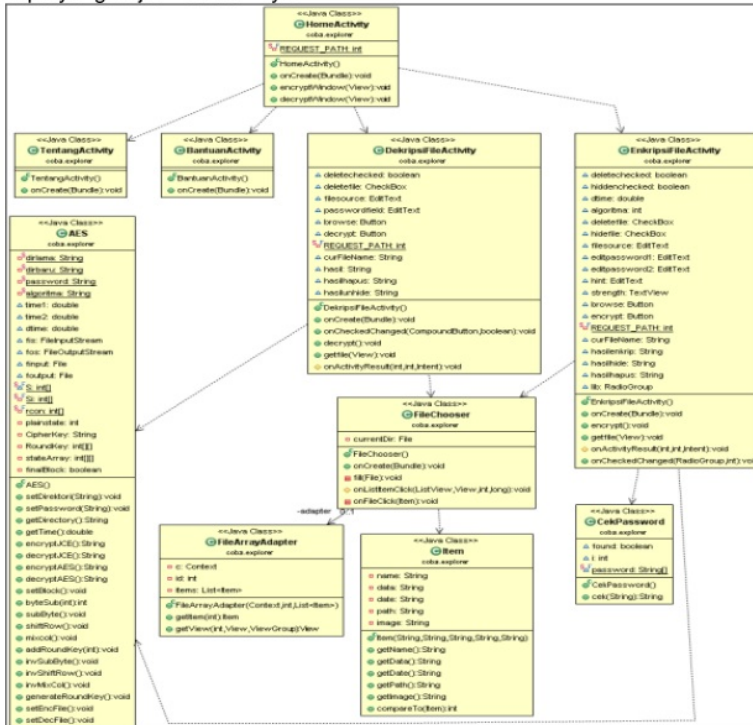 <<Java Class>>
HomeActivity
coba.explorer
REQUEST_PATH: int
HomeActivity()
onCreate(Bundle):void
encryptWindow(View):void
decryptWindow(View):void
<<Java Class>>
TentangActivity
coba.explorer
TentangActivity()
onCreate(Bundle):void
<<Java Class>>
BantuanActivity
coba.explorer
BantuanActivity()
onCreate(Bundle):void
<<Java Class>>
DekripsiFileActivity
coba.explorer
deletechecked: boolean
deletefile: CheckBox
filesource: EditText
passwordfield: EditText
browse: Button
decrypt: Button
REQUEST_PATH: int
curFileName: String
hasil: String
hasilhapus: String
hasilunhide: String
DekripsiFileActivity()
onCreate(Bundle):void
onCheckedChanged(CompoundButton,boolean):void
decrypt():void
getfile(View):void
onActivityResult(int,int,Intent):void
<<Java Class>>
EnkripsiFileActivity
coba.explorer
deletechecked: boolean
hiddenchecked: boolean
dtime: double
algoritma: int
deletefile: CheckBox
hidefile: CheckBox
filesource: EditText
editpassword1: EditText
editpassword2: EditText
hint: EditText
strength: TextView
browse: Button
encrypt: Button
REQUEST_PATH: int
curFileName: String
hasilenkrip: String
hasilhide: String
hasilhapus: String
lib: RadioGroup
EnkripsiFileActivity()
onCreate(Bundle):void
encrypt():void
getfile(View):void
onActivityResult(int,int,Intent):void
onCheckedChanged(RadioGroup,int):void
<<Java Class>>
AES
coba.explorer
dirlama: String
dirbaru: String
password: String
algoritma: String
time1: double
time2: double
dtime: double
fis: FileInputStream
fos: FileOutputStream
finput: File
foutput: File
S: int[]
Si: int[]
rcon: int[]
plainstate: int
CipherKey: String
RoundKey: int[][]
stateArray: int[][]
finalBlock: boolean
AES()
setDirektori(String):void
setPassword(String):void
getDirectory():String
getTime():double
encryptJCE():String
decryptJCE():String
encryptAES():String
decryptAES():String
setBlock():void
byteSub(int):int
subByte():void
shiftRow():void
mixcol():void
addRoundKey(int):void
invSubByte():void
invShiftRow():void
invMixCol():void
generateRoundKey():void
setEncFile():void
setDecFile():void
<<Java Class>>
FileChooser
coba.explorer
currentDir: File
FileChooser()
onCreate(Bundle):void
fill(File):void
onListItemClick(ListView,View,int,long):void
onFileClick(Item):void
-adapter 0..1
<<Java Class>>
FileArrayAdapter
coba.explorer
c: Context
id: int
items: List<Item>
FileArrayAdapter(Context,int,List<Item>)
getItem(int):Item
getView(int,View,ViewGroup):View
<<Java Class>>
Item
coba.explorer
name: String
data: String
date: String
path: String
image: String
Item(String,String,String,String,String)
getName():String
getData():String
getDate():String
getPath():String
getImage():String
compareTo(Item):int
<<Java Class>>
CekPassword
coba.explorer
found: boolean
i: int
password: String[]
CekPassword()
cek(String):String